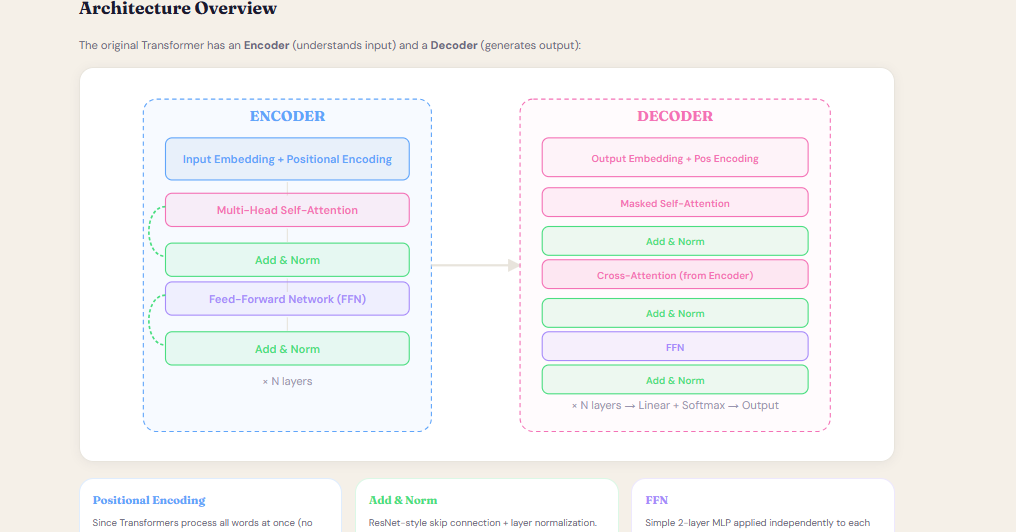 Architecture Overview
The original Transformer has an Encoder (understands input) and a Decoder (generates output):
ENCODER
Input Embedding + Positional Encoding
Multi-Head Self-Attention
Add & Norm
Feed-Forward Network (FFN)
Add & Norm
× N layers
DECODER
Output Embedding + Pos Encoding
Masked Self-Attention
Add & Norm
Cross-Attention (from Encoder)
Add & Norm
FFN
Add & Norm
× N layers → Linear + Softmax → Output
Positional Encoding
Since Transformers process all words at once (no
Add & Norm
ResNet-style skip connection + layer normalization.
FFN
Simple 2-layer MLP applied independently to each